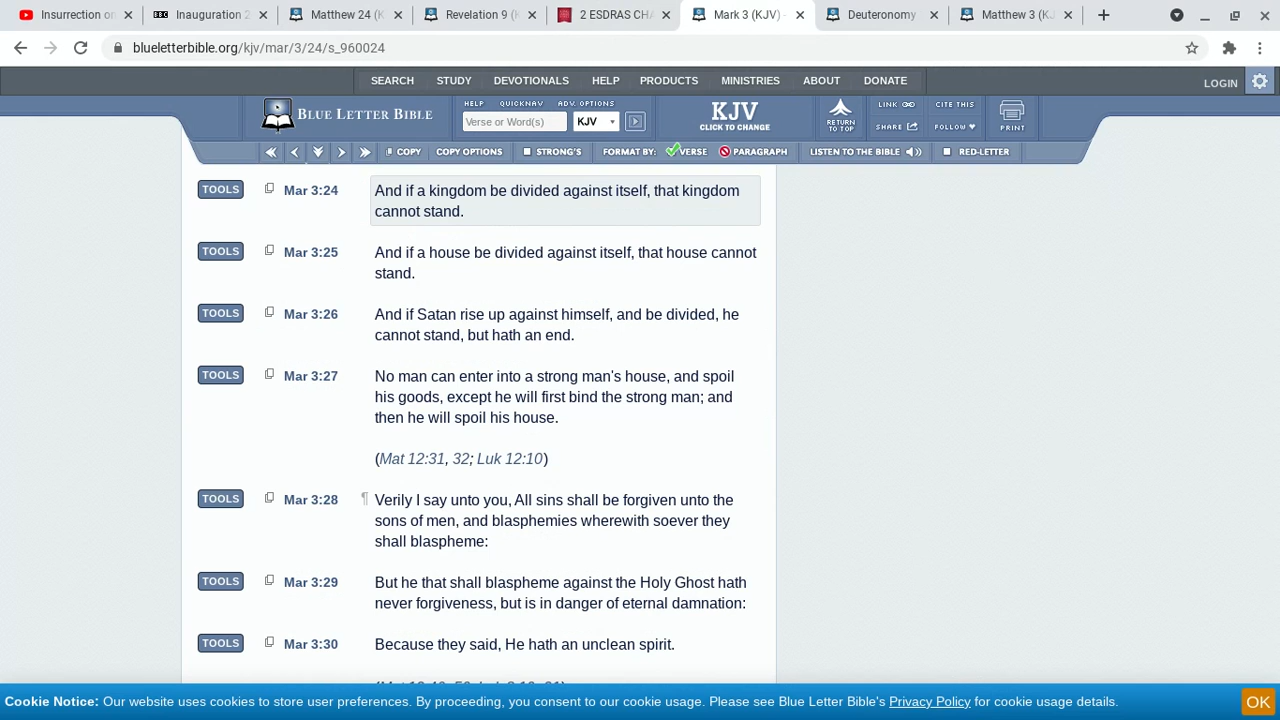 Insurrection on
Inauguration 2
Matthew 24 (K
Revelation 9 (K
2 ESDRAS CHA
Mark 3 (KJV) -
Deuteronomy
Matthew 3 (KJ
blueletterbible.org/kjv/mar/3/24/s_960024
SEARCH STUDY DEVOTIONALS HELP PRODUCTS MINISTRIES ABOUT DONATE
LOGIN
BLUE LETTER BIBLE
HELP QUICKNAV ADV. OPTIONS
Verse or Word(s) KJV
KJV
CLICK TO CHANGE
RETURN
TO TOP
LINK
SHARE
CITE THIS
FOLLOW
PRINT
COPY COPY OPTIONS STRONG'S FORMAT BY: VERSE PARAGRAPH LISTEN TO THE BIBLE RED-LETTER
TOOLS Mar 3:24 And if a kingdom be divided against itself, that kingdom
cannot stand.
TOOLS Mar 3:25 And if a house be divided against itself, that house cannot
stand.
TOOLS Mar 3:26 And if Satan rise up against himself, and be divided, he
cannot stand, but hath an end.
TOOLS Mar 3:27 No man can enter into a strong man's house, and spoil
his goods, except he will first bind the strong man; and
then he will spoil his house.
(Mat 12:31, 32; Luk 12:10)
TOOLS Mar 3:28 ¶ Verily I say unto you, All sins shall be forgiven unto the
sons of men, and blasphemies wherewith soever they
shall blaspheme:
TOOLS Mar 3:29 But he that shall blaspheme against the Holy Ghost hath
never forgiveness, but is in danger of eternal damnation:
TOOLS Mar 3:30 Because they said, He hath an unclean spirit.
Cookie Notice: Our website uses cookies to store user preferences. By proceeding, you consent to our cookie usage. Please see Blue Letter Bible's Privacy Policy for cookie usage details.
OK